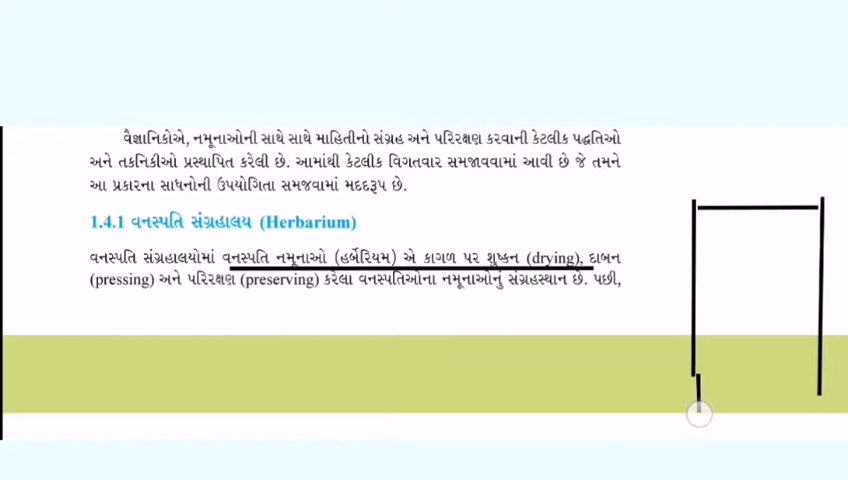 વૈજ્ઞાનિકોએ, નમૂનાઓની સાથે સાથે માહિતીનો સંગ્રહ અને પરિરક્ષણ કરવાની કેટલીક પદ્ધતિઓ
અને તકનિકીઓ પ્રસ્થાપિત કરેલી છે. આમાંથી કેટલીક વિગતવાર સમજાવવામાં આવી છે જે તમને
આ પ્રકારના સાધનોની ઉપયોગિતા સમજવામાં મદદરૂપ છે.
1.4.1 વનસ્પતિ સંગ્રહાલય (Herbarium)
વનસ્પતિ સંગ્રહાલયોમાં વનસ્પતિ નમૂનાઓ (હર્બેરિયમ) એ કાગળ પર શુષ્કન (drying), દાબન
(pressing) અને પરિરક્ષણ (preserving) કરેલા વનસ્પતિઓના નમૂનાઓનું સંગ્રહસ્થાન છે. પછી,